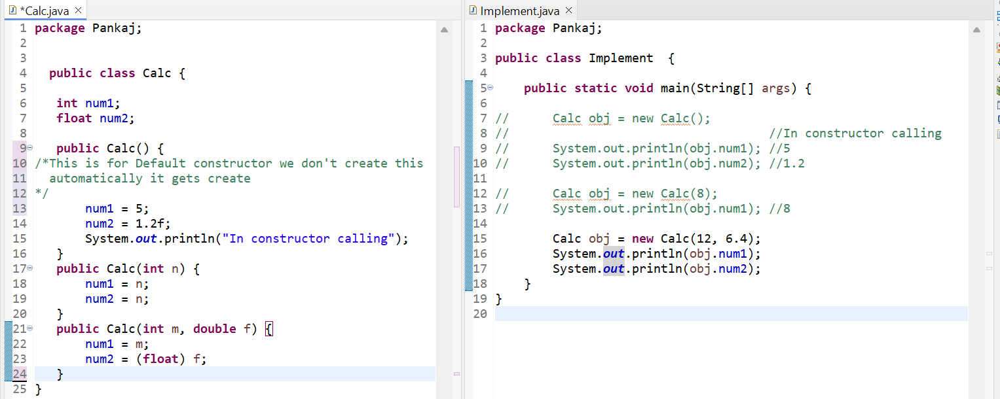 *Calc.java
1 package Pankaj;
2
3
4   public class Calc {
5
6    int num1;
7    float num2;
8
9    public Calc() {
10 /*This is for Default constructor we don't create this
11   automatically it gets create
12 */
13        num1 = 5;
14        num2 = 1.2f;
15        System.out.println("In constructor calling");
16    }
17    public Calc(int n) {
18        num1 = n;
19        num2 = n;
20    }
21    public Calc(int m, double f) {
22        num1 = m;
23        num2 = (float) f;
24    }
25 }
Implement.java
1 package Pankaj;
2
3 public class Implement  {
4
5     public static void main(String[] args) {
6
7 //      Calc obj = new Calc();
8 //                                    //In constructor calling
9 //      System.out.println(obj.num1); //5
10 //      System.out.println(obj.num2); //1.2
11
12 //      Calc obj = new Calc(8);
13 //      System.out.println(obj.num1); //8
14
15         Calc obj = new Calc(12, 6.4);
16         System.out.println(obj.num1);
17         System.out.println(obj.num2);
18     }
19 }
20